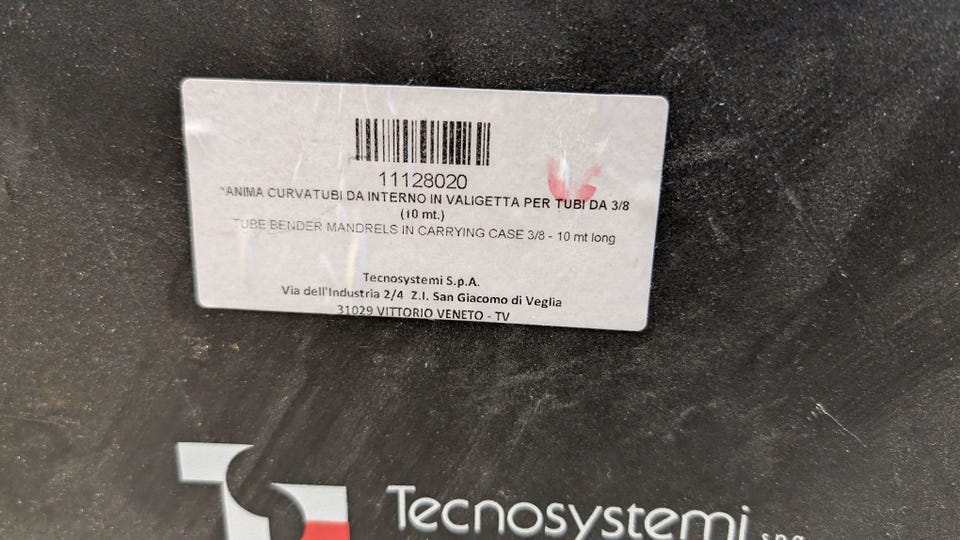 11128020
*ANIMA CURVATUBI DA INTERNO IN VALIGETTA PER TUBI DA 3/8
(10 mt.)
TUBE BENDER MANDRELS IN CARRYING CASE 3/8 - 10 mt long
Tecnosystemi S.p.A.
Via dell'Industria 2/4 Z.I. San Giacomo di Veglia
31029 VITTORIO VENETO - TV
Tecnosystemi spa